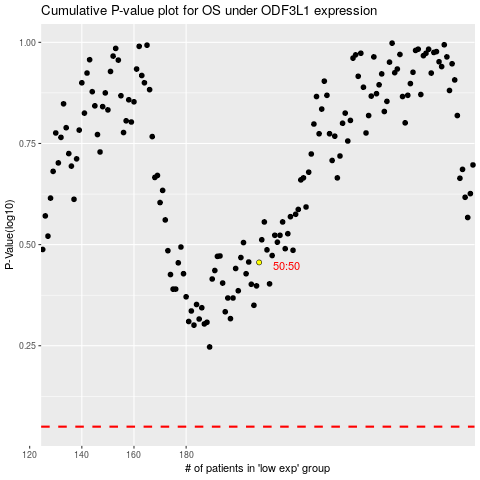 Cumulative P-value plot for OS under ODF3L1 expression
P-Value(log10)
1.00
0.75
0.50
0.25
50:50
120 140 160 180
# of patients in 'low exp' group